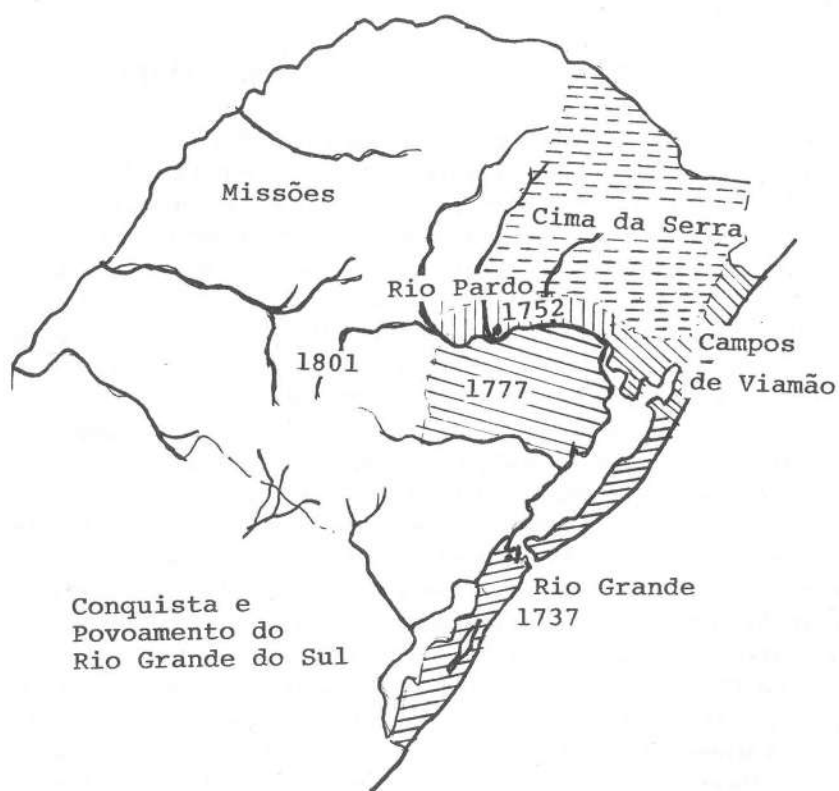 Missões
Cima da Serra
Rio Pardo
1752
Campos
de Viamão
1801
1777
Rio Grande
1737
Conquista e
Povoamento do
Rio Grande do Sul